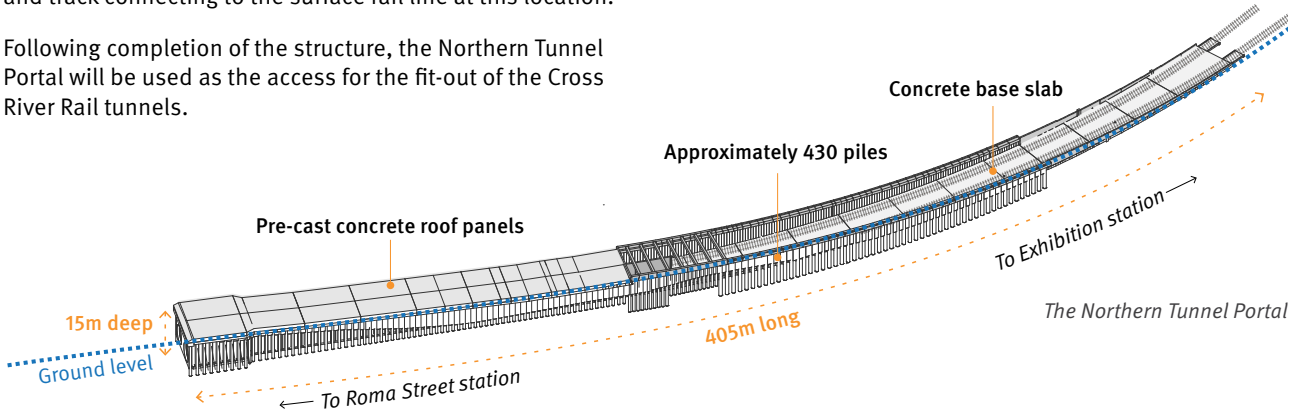 and track connecting to the surface rail line at this location.
Following completion of the structure, the Northern Tunnel
Portal will be used as the access for the fit-out of the Cross
River Rail tunnels.
Concrete base slab
Approximately 430 piles
Pre-cast concrete roof panels
To Exhibition station
15m deep
The Northern Tunnel Portal
405m long
Ground level
To Roma Street station